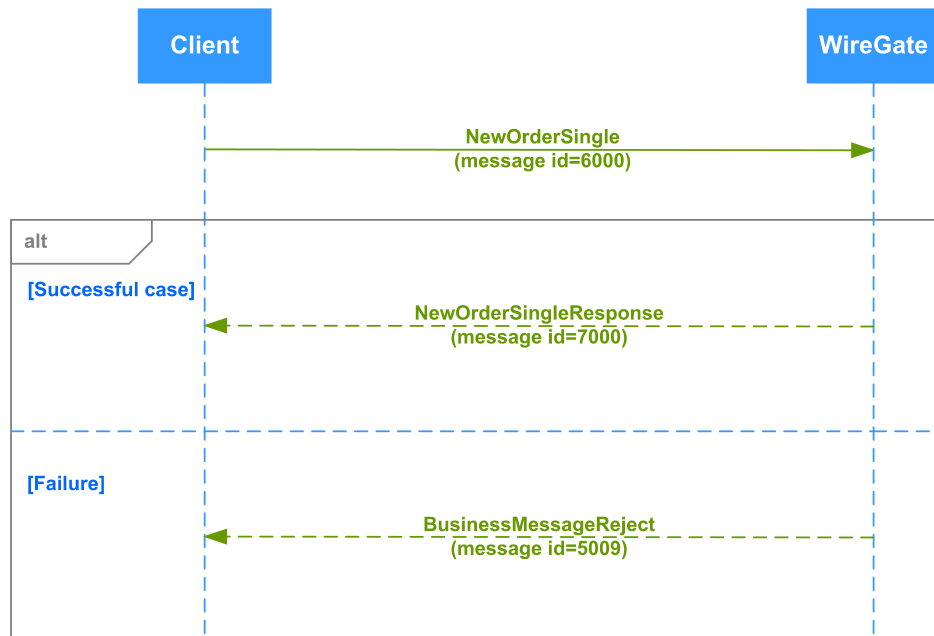 Client
WireGate
NewOrderSingle
(message id=6000)
alt
[Successful case]
NewOrderSingleResponse
(message id=7000)
[Failure]
BusinessMessageReject
(message id=5009)